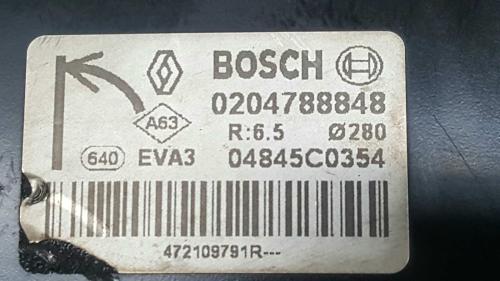 BOSCH
0204788848
A63
R:6.5 Ø280
640 EVA3 04845C0354
472109791R---